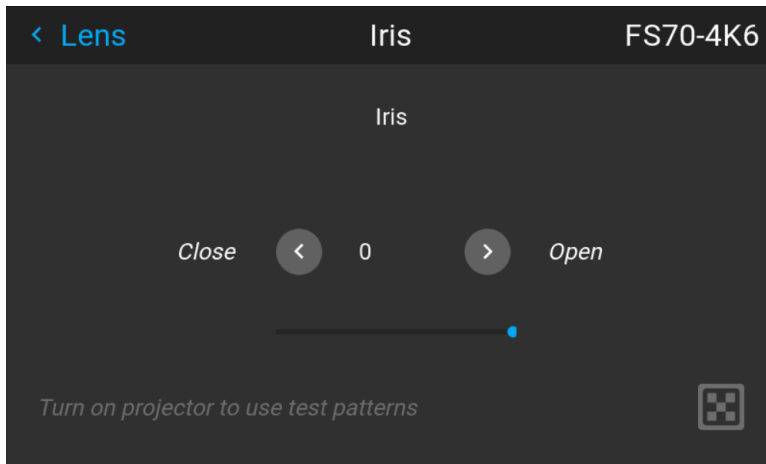 Lens
Iris
FS70-4K6
Iris
Close
0
Open
Turn on projector to use test patterns